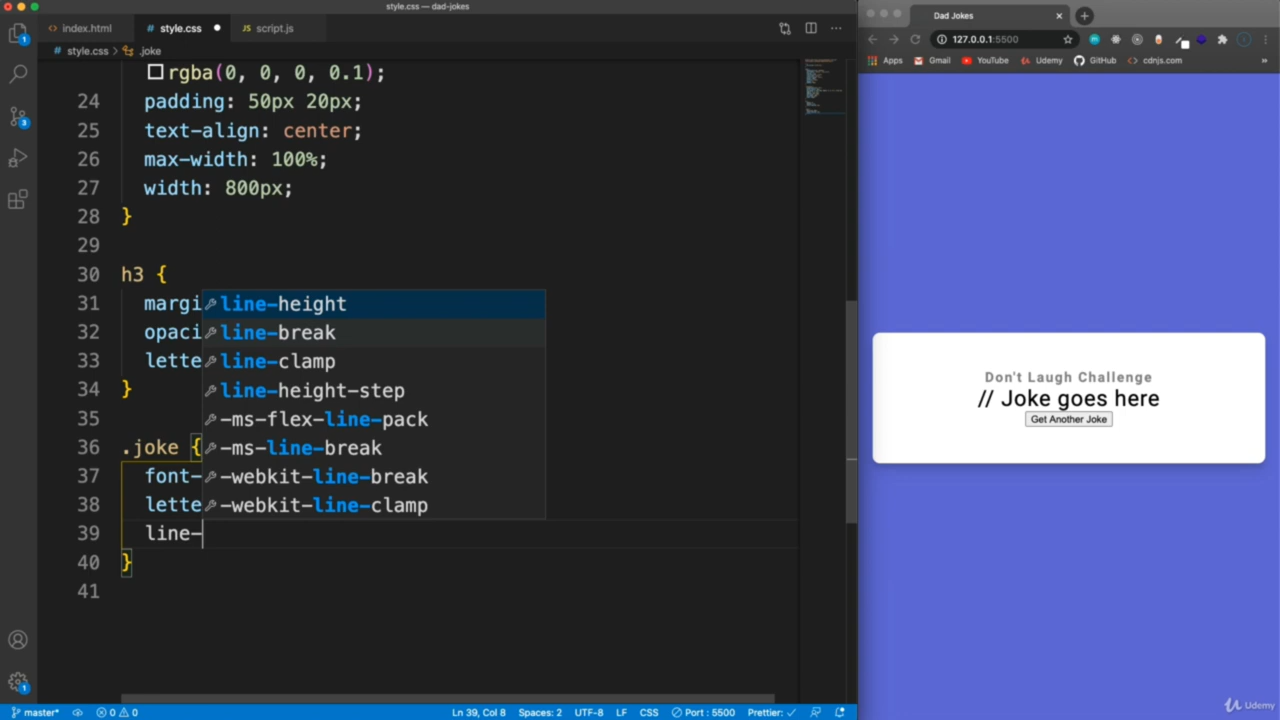 style.css — dad-jokes
index.html
style.css
JS script.js
style.css > .joke
rgba(0, 0, 0, 0.1);
24 padding: 50px 20px;
25 text-align: center;
26 max-width: 100%;
27 width: 800px;
28 }
29
30 h3 {
31 margi
32 opaci
33 lette
34 }
35
36 .joke {
37 font-
38 lette
39 line-
40 }
41
line-height
line-break
line-clamp
line-height-step
-ms-flex-line-pack
-ms-line-break
-webkit-line-break
-webkit-line-clamp
1
3
1
master*
0 0
Ln 39, Col 8
Spaces: 2
UTF-8
LF
CSS
Port : 5500
Prettier: ✓
Dad Jokes
127.0.0.1:5500
Apps
Gmail
YouTube
Udemy
GitHub
cdnjs.com
»
Don't Laugh Challenge
// Joke goes here
Get Another Joke
Udemy